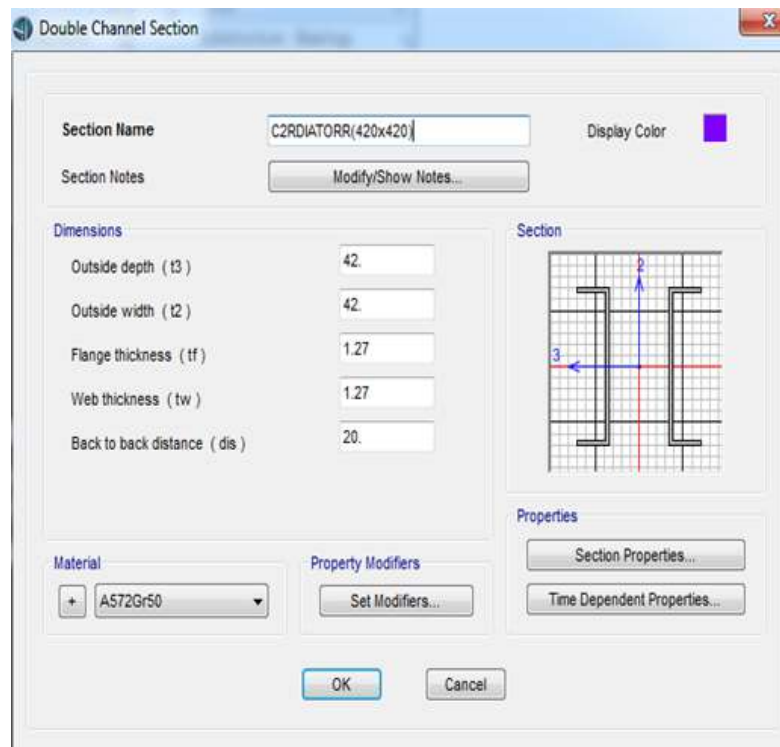 Double Channel Section
Section Name C2RDIATORR(420x420) Display Color
Section Notes Modify/Show Notes...
Dimensions
Outside depth ( t3 ) 42.
Outside width ( t2 ) 42.
Flange thickness ( tf ) 1.27
Web thickness ( tw ) 1.27
Back to back distance ( dis ) 20.
Section
2
3
Properties
Section Properties...
Time Dependent Properties...
Material
+ A572Gr50
Property Modifiers
Set Modifiers...
OK Cancel